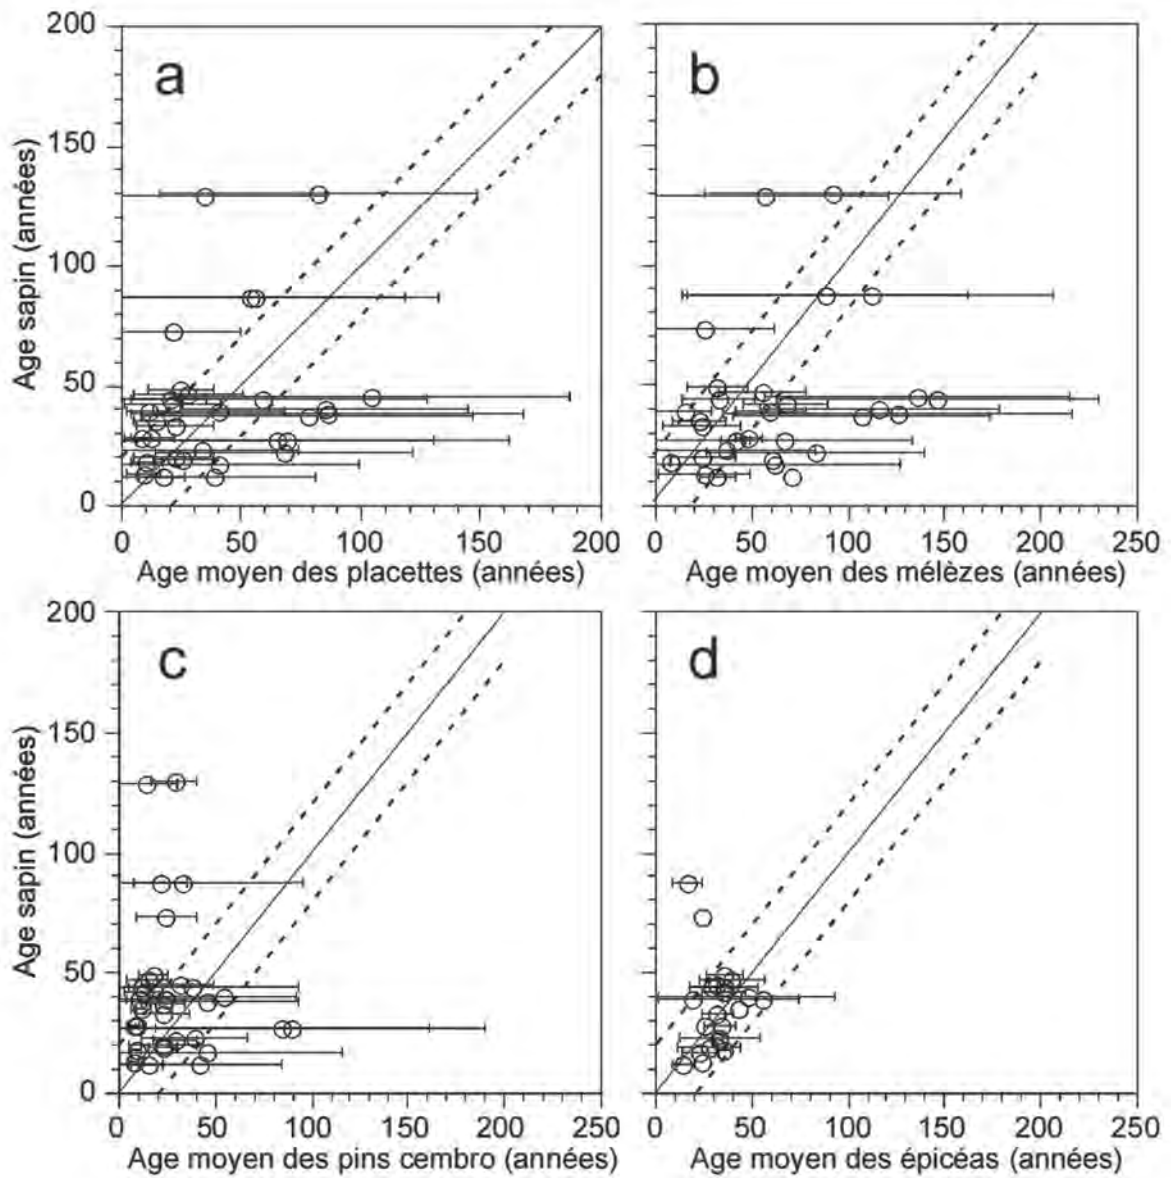 a
b
200
150
100
50
0
Age sapin (années)
0 50 100 150 200
Age moyen des placettes (années)
0 50 100 150 200 250
Age moyen des mélèzes (années)
c
d
200
150
100
50
0
Age sapin (années)
0 50 100 150 200 250
Age moyen des pins cembro (années)
0 50 100 150 200 250
Age moyen des épicéas (années)